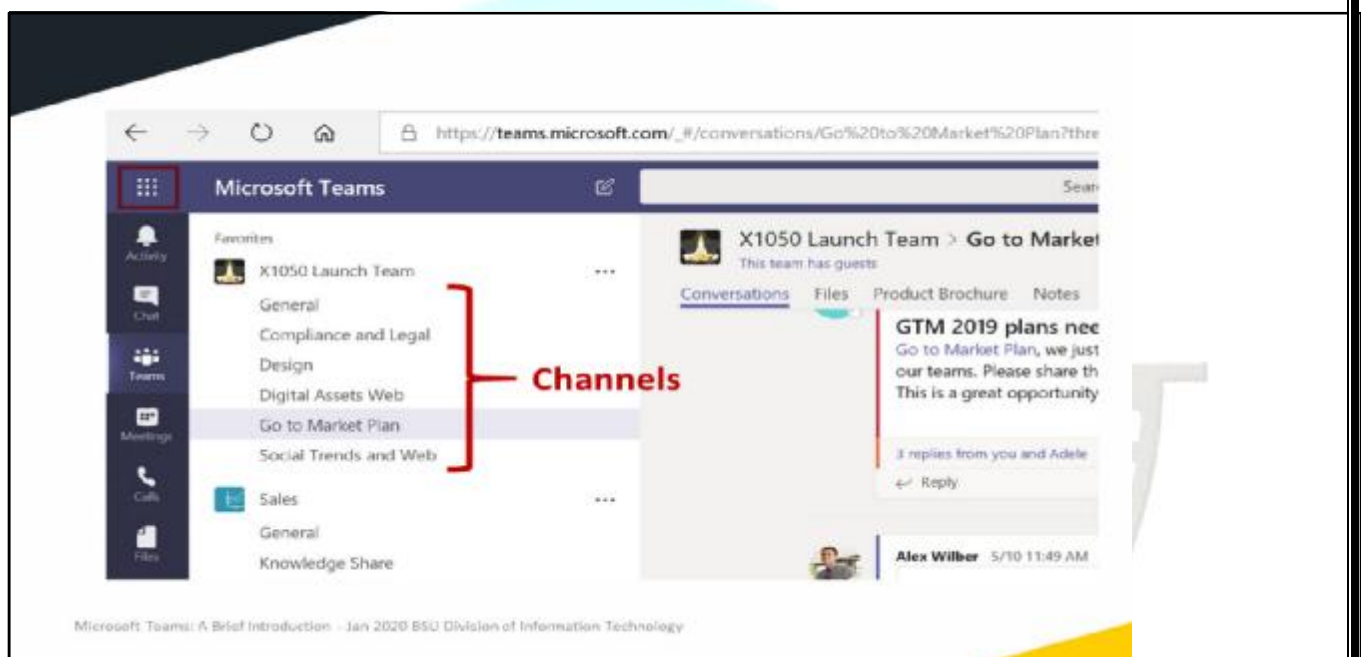 https://teams.microsoft.com/_#/conversations/Go%20to%20Market%20Plan?thre
Microsoft Teams
Sear
Activity
Chat
Teams
Meetings
Calls
Files
Favorites
X1050 Launch Team
General
Compliance and Legal
Design
Digital Assets Web
Go to Market Plan
Social Trends and Web
Sales
General
Knowledge Share
Channels
X1050 Launch Team > Go to Market
This team has guests
Conversations Files Product Brochure Notes
GTM 2019 plans nee
Go to Market Plan, we just
our teams. Please share th
This is a great opportunity
3 replies from you and Adele
Reply
Alex Wilber 5/10 11:49 AM
Microsoft Teams: A Brief Introduction - Jan 2020 BSU Division of Information Technology